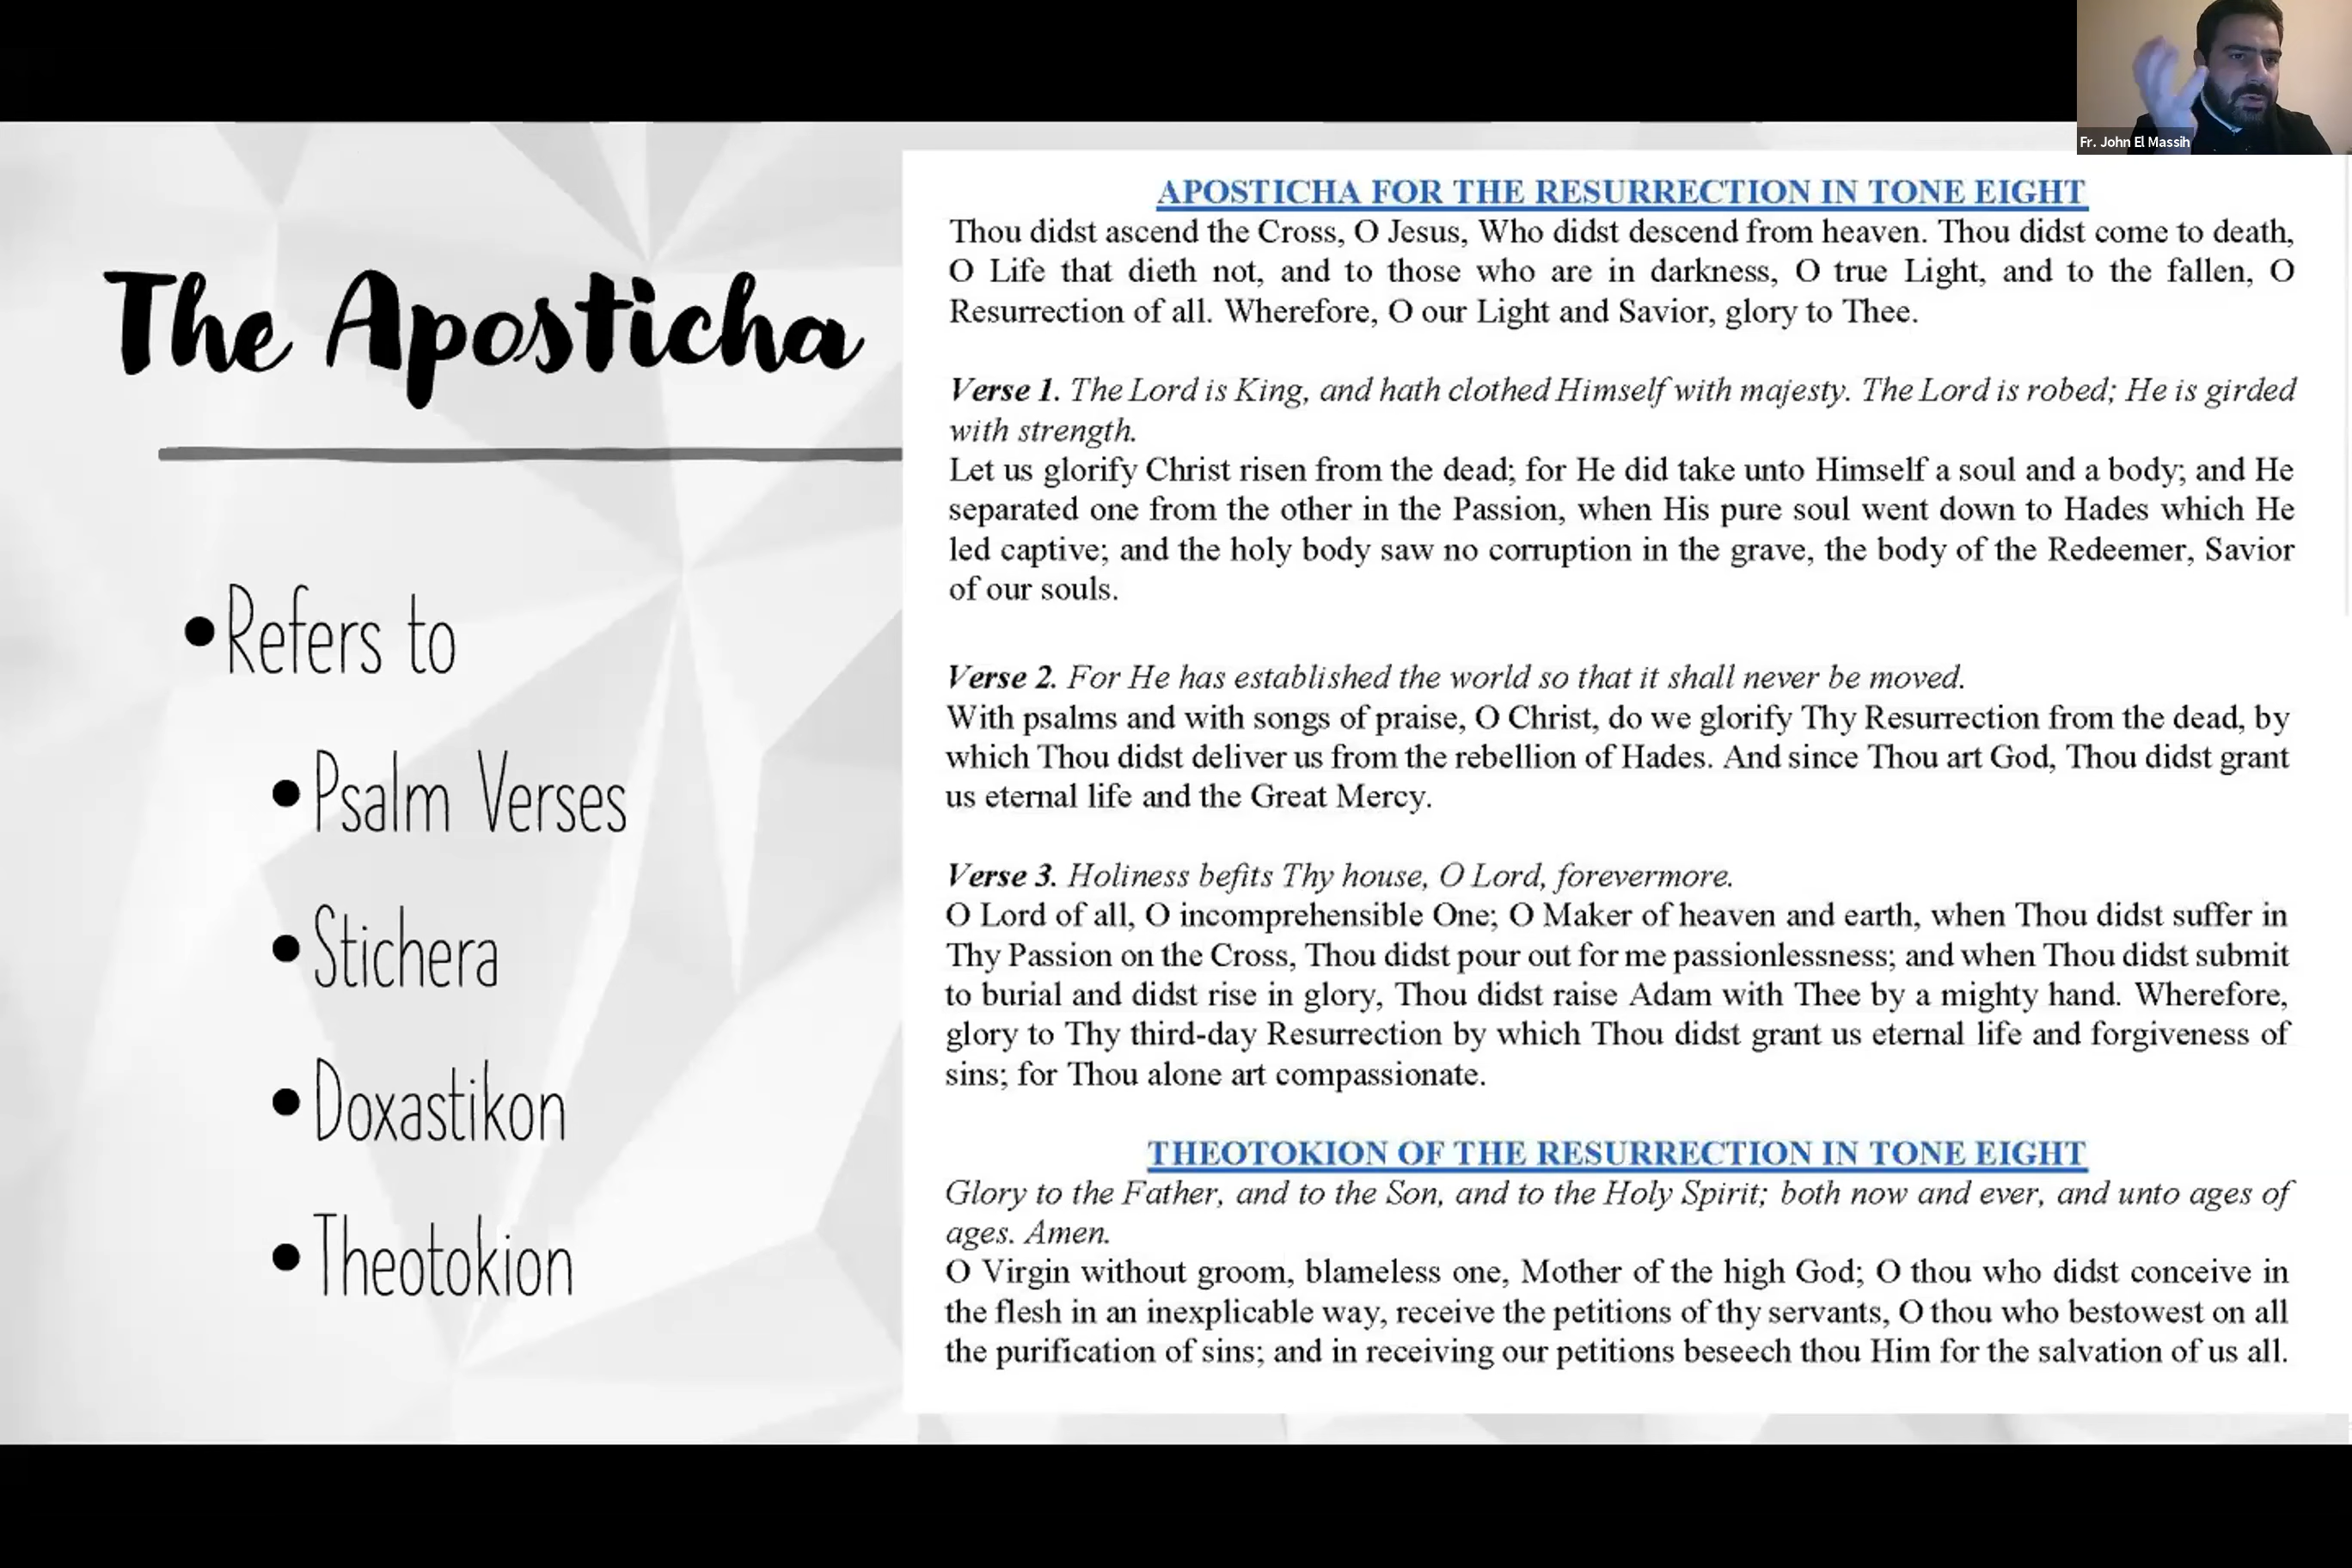 Fr. John El Massih
The Aposticha
•Refers to
•Psalm Verses
•Stichera
•Doxastikon
•Theotokion
APOSTICHA FOR THE RESURRECTION IN TONE EIGHT
Thou didst ascend the Cross, O Jesus, Who didst descend from heaven. Thou didst come to death,
O Life that dieth not, and to those who are in darkness, O true Light, and to the fallen, O
Resurrection of all. Wherefore, O our Light and Savior, glory to Thee.
Verse 1. The Lord is King, and hath clothed Himself with majesty. The Lord is robed; He is girded
with strength.
Let us glorify Christ risen from the dead; for He did take unto Himself a soul and a body; and He
separated one from the other in the Passion, when His pure soul went down to Hades which He
led captive; and the holy body saw no corruption in the grave, the body of the Redeemer, Savior
of our souls.
Verse 2. For He has established the world so that it shall never be moved.
With psalms and with songs of praise, O Christ, do we glorify Thy Resurrection from the dead, by
which Thou didst deliver us from the rebellion of Hades. And since Thou art God, Thou didst grant
us eternal life and the Great Mercy.
Verse 3. Holiness befits Thy house, O Lord, forevermore.
O Lord of all, O incomprehensible One; O Maker of heaven and earth, when Thou didst suffer in
Thy Passion on the Cross, Thou didst pour out for me passionlessness; and when Thou didst submit
to burial and didst rise in glory, Thou didst raise Adam with Thee by a mighty hand. Wherefore,
glory to Thy third-day Resurrection by which Thou didst grant us eternal life and forgiveness of
sins; for Thou alone art compassionate.
THEOTOKION OF THE RESURRECTION IN TONE EIGHT
Glory to the Father, and to the Son, and to the Holy Spirit; both now and ever, and unto ages of
ages. Amen.
O Virgin without groom, blameless one, Mother of the high God; O thou who didst conceive in
the flesh in an inexplicable way, receive the petitions of thy servants, O thou who bestowest on all
the purification of sins; and in receiving our petitions beseech thou Him for the salvation of us all.